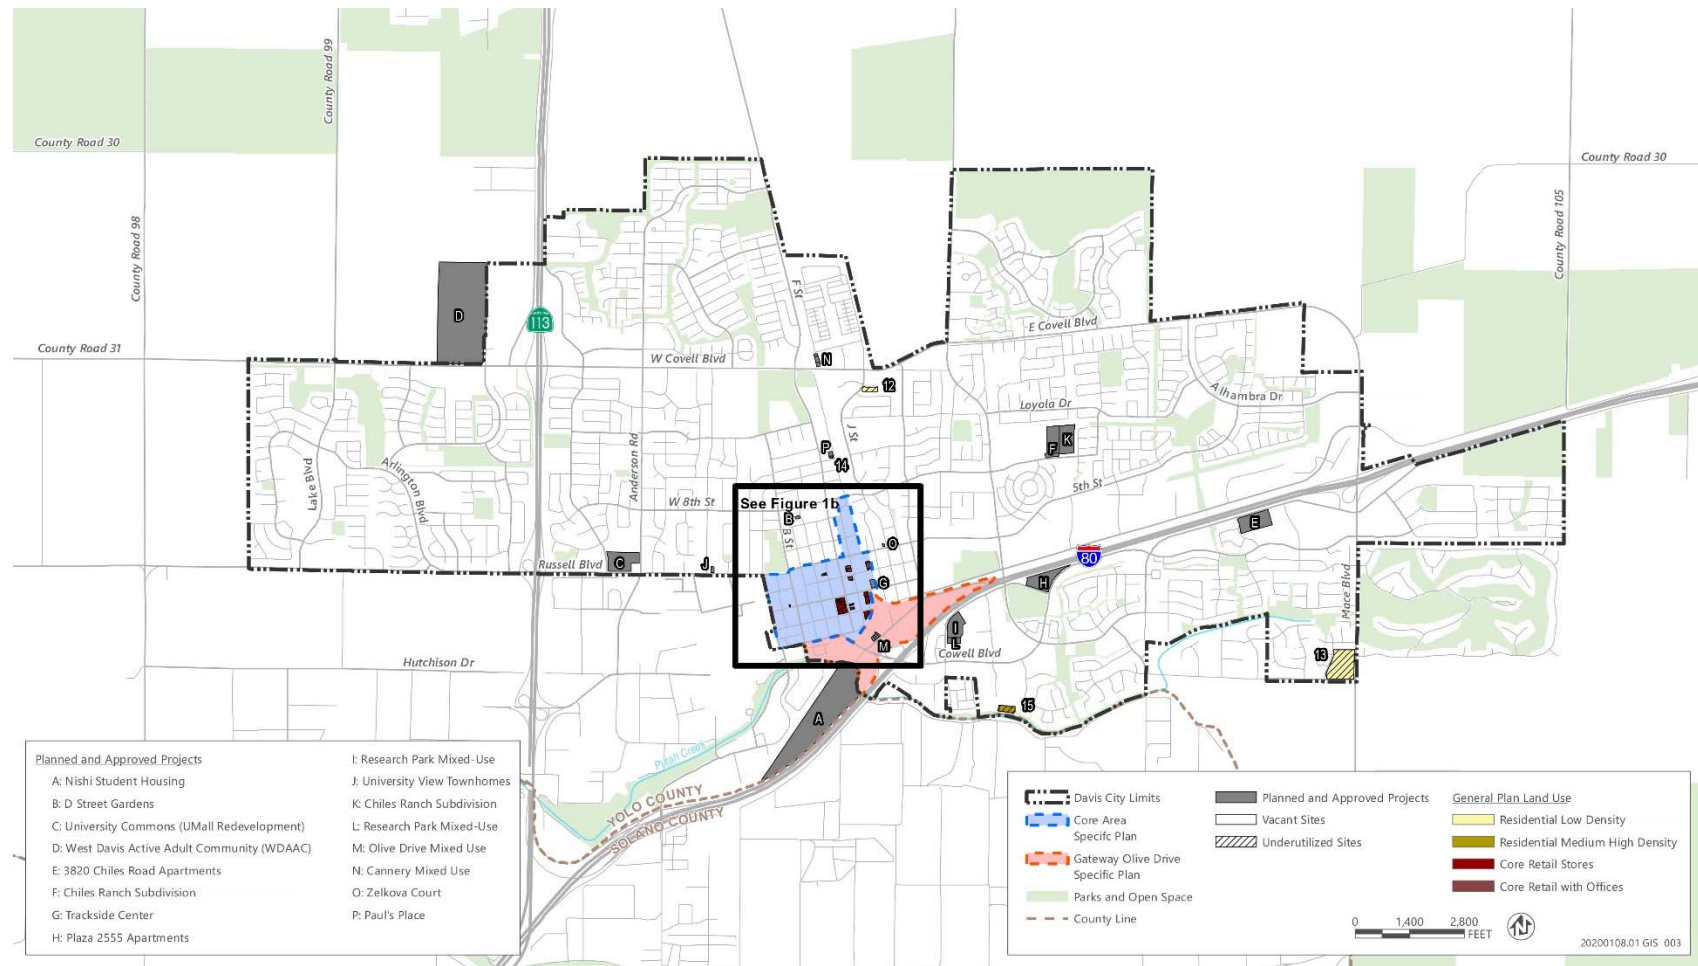 County Road 99
County Road 30
County Road 30
County Road 98
County Road 105
F St
D
113
E Covell Blvd
County Road 31
W Covell Blvd
N
12
Alhambra Dr
Loyola Dr
J St
P
14
F
K
Anderson Rd
Lake Blvd
Arlington Blvd
W 8th St
See Figure 1b
5th St
B
B St
E
O
Russell Blvd
C
J
80
G
H
Mace Blvd
I
L
M
Cowell Blvd
Hutchison Dr
13
15
A
Putah Creek
YOLO COUNTY
SOLANO COUNTY
Planned and Approved Projects
A: Nishi Student Housing
B: D Street Gardens
C: University Commons (UMall Redevelopment)
D: West Davis Active Adult Community (WDAAC)
E: 3820 Chiles Road Apartments
F: Chiles Ranch Subdivision
G: Trackside Center
H: Plaza 2555 Apartments
I: Research Park Mixed-Use
J: University View Townhomes
K: Chiles Ranch Subdivision
L: Research Park Mixed-Use
M: Olive Drive Mixed Use
N: Cannery Mixed Use
O: Zelkova Court
P: Paul's Place
Davis City Limits
Core Area
Specifc Plan
Gateway Olive Drive
Specific Plan
Parks and Open Space
County Line
Planned and Approved Projects
Vacant Sites
Underutilized Sites
General Plan Land Use
Residential Low Density
Residential Medium High Density
Core Retail Stores
Core Retail with Offices
0 1,400 2,800
FEET
N
20200108.01 GIS 003